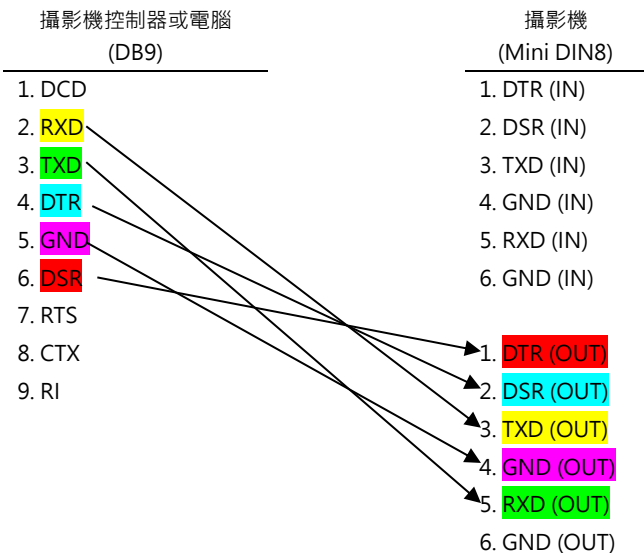 攝影機控制器或電腦
(DB9)
1. DCD
2. RXD
3. TXD
4. DTR
5. GND
6. DSR
7. RTS
8. CTX
9. RI
攝影機
(Mini DIN8)
1. DTR (IN)
2. DSR (IN)
3. TXD (IN)
4. GND (IN)
5. RXD (IN)
6. GND (IN)
1. DTR (OUT)
2. DSR (OUT)
3. TXD (OUT)
4. GND (OUT)
5. RXD (OUT)
6. GND (OUT)